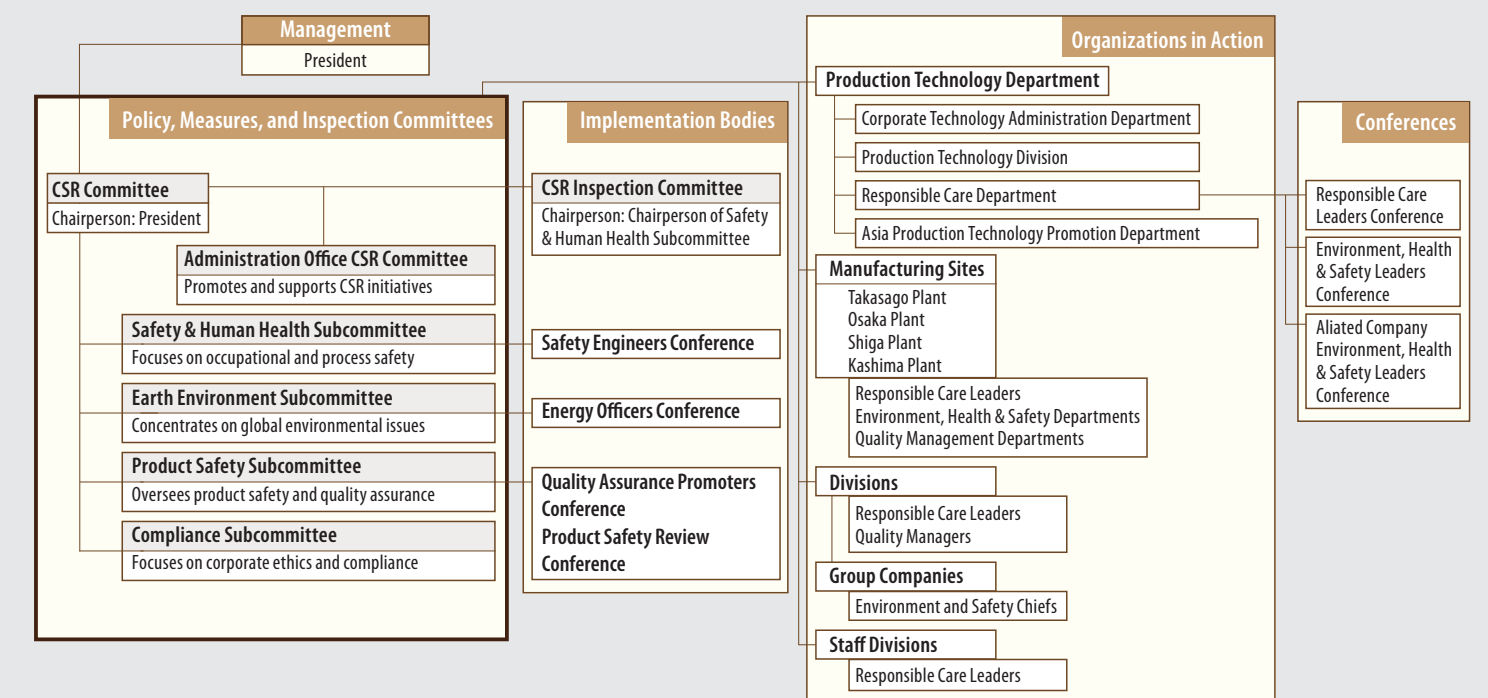 Management
President
Policy, Measures, and Inspection Committees
CSR Committee
Chairperson: President
Administration Office CSR Committee
Promotes and supports CSR initiatives
Safety & Human Health Subcommittee
Focuses on occupational and process safety
Earth Environment Subcommittee
Concentrates on global environmental issues
Product Safety Subcommittee
Oversees product safety and quality assurance
Compliance Subcommittee
Focuses on corporate ethics and compliance
Implementation Bodies
CSR Inspection Committee
Chairperson: Chairperson of Safety
& Human Health Subcommittee
Safety Engineers Conference
Energy Officers Conference
Quality Assurance Promoters
Conference
Product Safety Review
Conference
Organizations in Action
Production Technology Department
Corporate Technology Administration Department
Production Technology Division
Responsible Care Department
Asia Production Technology Promotion Department
Manufacturing Sites
Takasago Plant
Osaka Plant
Shiga Plant
Kashima Plant
Responsible Care Leaders
Environment, Health & Safety Departments
Quality Management Departments
Divisions
Responsible Care Leaders
Quality Managers
Group Companies
Environment and Safety Chiefs
Staff Divisions
Responsible Care Leaders
Conferences
Responsible Care
Leaders Conference
Environment, Health
& Safety Leaders
Conference
Aliated Company
Environment, Health
& Safety Leaders
Conference